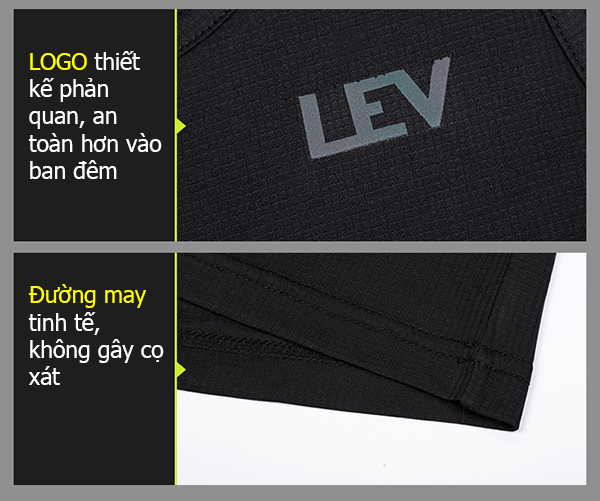 LOGO thiết
kế phản
quan, an
toàn hơn vào
ban đêm
LEV
Đường may
tinh tế,
không gây cọ
xát